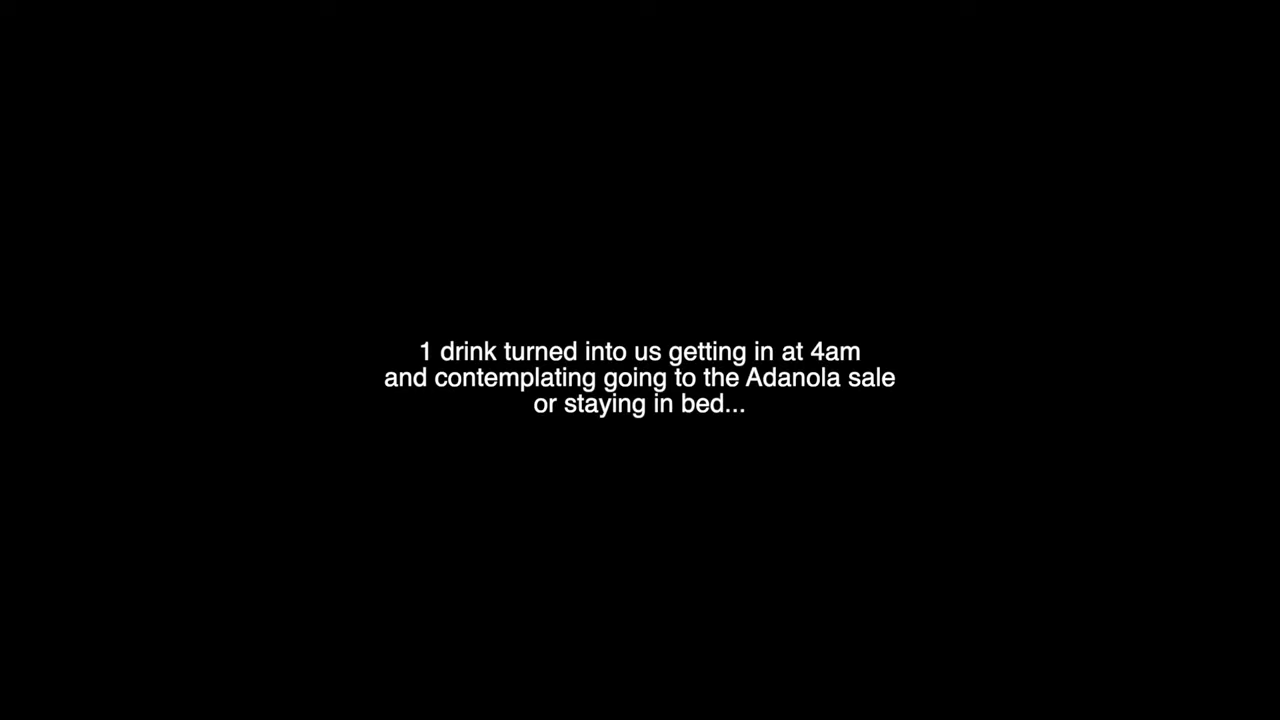 1 drink turned into us getting in at 4am
and contemplating going to the Adanola sale
or staying in bed...